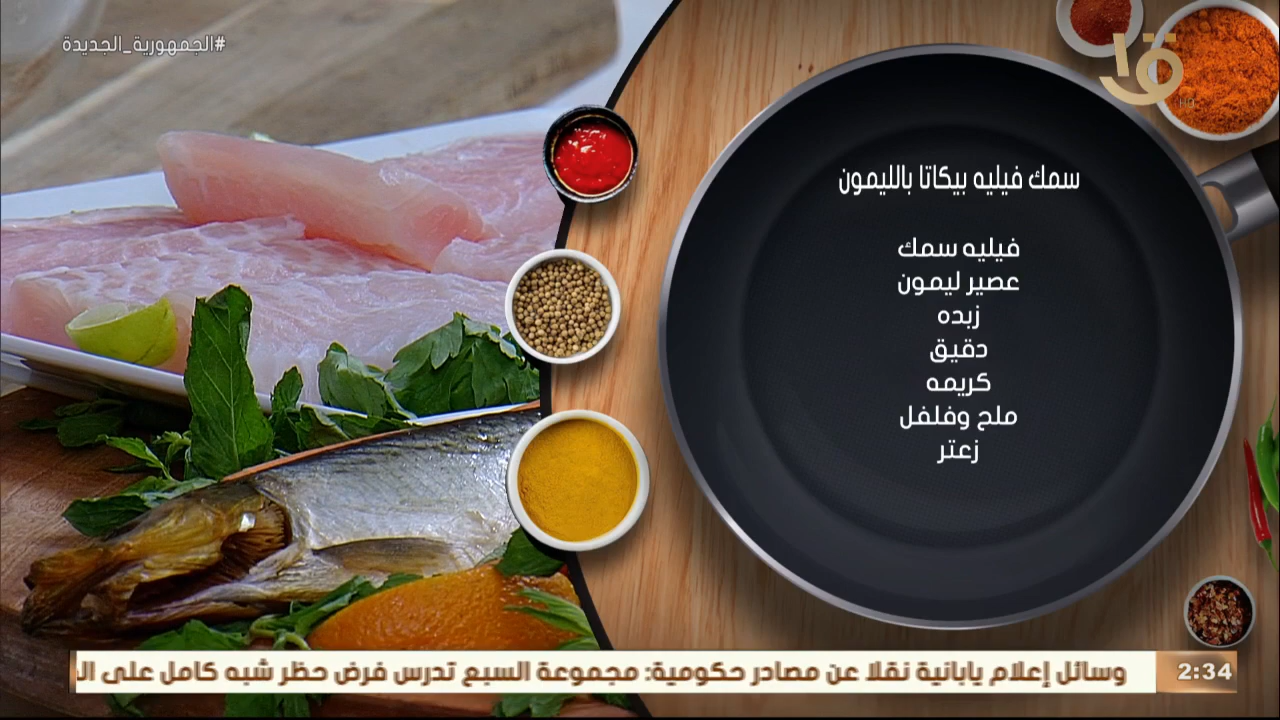 #الجمهورية_الجديدة
HD
سمك فيليه بيكاتا بالليمون
فيليه سمك
عصير ليمون
زبده
دقيق
كريمه
ملح وفلفل
زعتر
2:34
وسائل إعلام يابانية نقلا عن مصادر حكومية: مجموعة السبع تدرس فرض حظر شبه كامل على